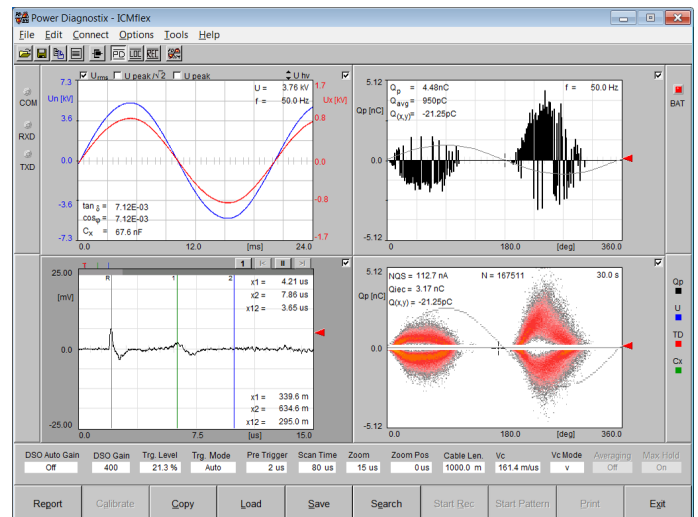 Power Diagnostix - ICMflex
File Edit Connect Options Tools Help
PD LOC REC
COM
RXD
TXD
U rms U peak/√2 U peak U hv
7.3 U = 3.76 kV 1.7
Un [kV] f = 50.0 Hz Ux [kV]
3.6 0.8
0.0 0.0
-3.6 -0.8
tan δ = 7.12E-03
cosφ = 7.12E-03
Cx = 67.6 nF
-7.3 -1.7
0.0 12.0 [ms] 24.0
5.12 Qp = 4.48nC f = 50.0 Hz
Qavg = 950pC
Qp [nC] Q(x,y) = -21.25pC
0.0
-5.12
0.0 180.0 [deg] 360.0
BAT
T 1
25.00 R 1 2 x1 = 4.21 us
[mV] x2 = 7.86 us
x12 = 3.65 us
0.0
x1 = 339.6 m
x2 = 634.6 m
x12 = 295.0 m
-25.00
0.0 7.5 [us] 15.0
5.12 NQS = 112.7 nA N = 167511 30.0 s
Qiec = 3.17 nC
Qp [nC] Q(x,y) = -21.25pC
0.0
-5.12
0.0 180.0 [deg] 360.0
Qp
U
TD
Cx
DSO Auto Gain DSO Gain Trg. Level Trg. Mode Pre Trigger Scan Time Zoom Zoom Pos Cable Len. Vc Vc Mode Averaging Max. Hold
Off 400 21.3 % Auto 2 us 80 us 15 us 0 us 1000.0 m 161.4 m/us v Off On
Report Calibrate Copy Load Save Search Start Rec Start Pattern Print Exit